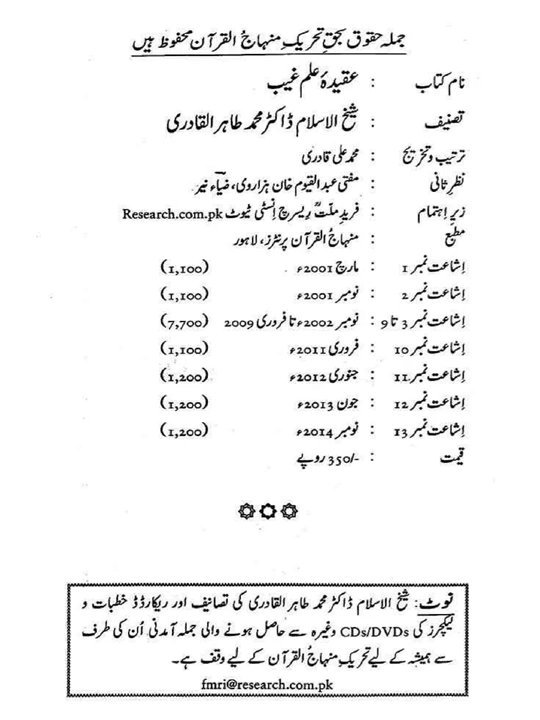 جملہ حقوق بحق تحریک منہاجُ القرآن محفوظ ہیں
نام کتاب : عقیدۂ علم غیب
تصنیف : شیخ الاسلام ڈاکٹر محمد طاہر القادری
ترتیب و تخریج : محمد علی قادری
نظرِ ثانی : مفتی عبدالقیوم خان ہزاروی، ضیاء نیر
زیرِ اِہتمام : فریدِ ملّتؒ رِیسرچ اِنسٹی ٹیوٹ Research.com.pk
مطبع : منہاجُ القرآن پرنٹرز، لاہور
اِشاعت نمبر 1 : مارچ 2001ء (1,100)
اِشاعت نمبر 2 : نومبر 2001ء (1,100)
اِشاعت نمبر 3 تا 9 : نومبر 2002ء تا فروری 2009 (7,700)
اِشاعت نمبر 10 : فروری 2011ء (1,100)
اِشاعت نمبر 11 : جنوری 2012ء (1,200)
اِشاعت نمبر 12 : جون 2013ء (1,200)
اِشاعت نمبر 13 : نومبر 2014ء (1,200)
قیمت : 350/- روپے
نوٹ: شیخ الاسلام ڈاکٹر محمد طاہر القادری کی تصانیف اور ریکارڈڈ خطبات و
لیکچرز کی CDs/DVDs وغیرہ سے حاصل ہونے والی جملہ آمدنی اُن کی طرف
سے ہمیشہ کے لیے تحریکِ منہاجُ القرآن کے لیے وقف ہے۔
fmri@research.com.pk